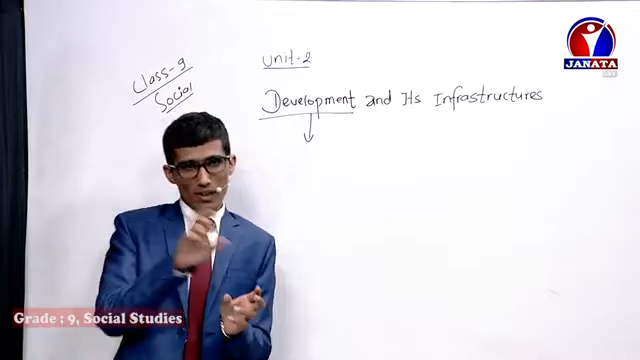 Class-9
Social
Unit-2
Development and Its Infrastructures
JANATA
Grade : 9, Social Studies